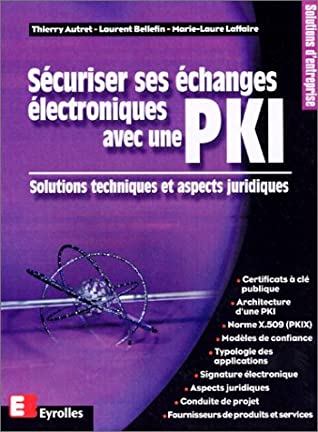 Thierry Autret - Laurent Bellefin - Marie-Laure Laffaire
Solutions d'entreprise
Sécuriser ses échanges
électroniques
avec une PKI
Solutions techniques et aspects juridiques
• Certificats à clé
publique
• Architecture
d'une PKI
• Norme X.509 (PKIX)
• Modèles de confiance
• Typologie des
applications
• Signature électronique
• Aspects juridiques
• Conduite de projet
• Fournisseurs de produits et services
E Eyrolles